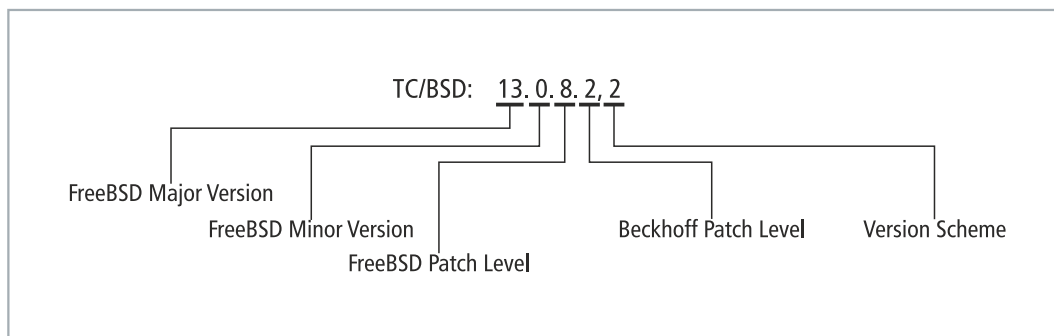 TC/BSD: 13. 0. 8. 2, 2
FreeBSD Major Version
FreeBSD Minor Version
Beckhoff Patch Level
Version Scheme
FreeBSD Patch Level